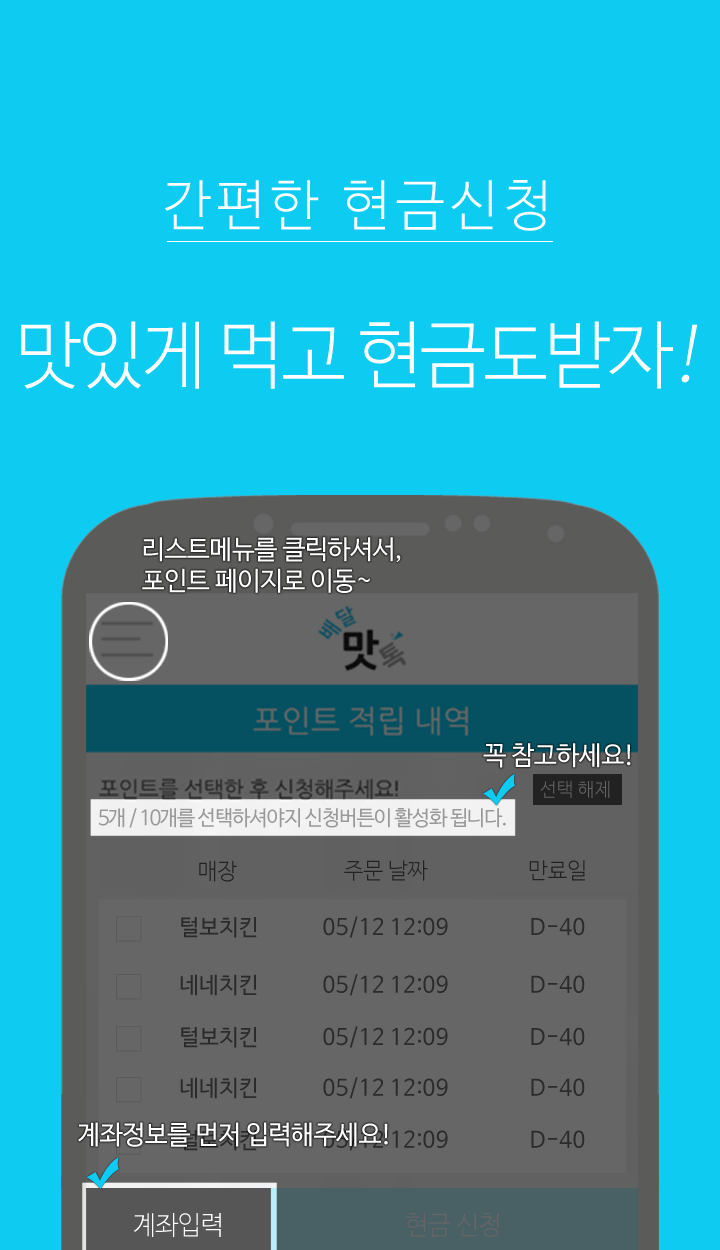 간편한 현금신청
맛있게 먹고 현금도받자!
리스트메뉴를 클릭하셔서,
포인트 페이지로 이동~
배달
맛톡
포인트 적립 내역
꼭 참고하세요!
포인트를 선택한 후 신청해주세요!
선택 해제
5개 / 10개를 선택하셔야지 신청버튼이 활성화 됩니다.
매장 주문 날짜 만료일
털보치킨 05/12 12:09 D-40
네네치킨 05/12 12:09 D-40
털보치킨 05/12 12:09 D-40
네네치킨 05/12 12:09 D-40
계좌정보를 먼저 입력해주세요!
털보치킨 05/12 12:09 D-40
계좌입력 현금 신청